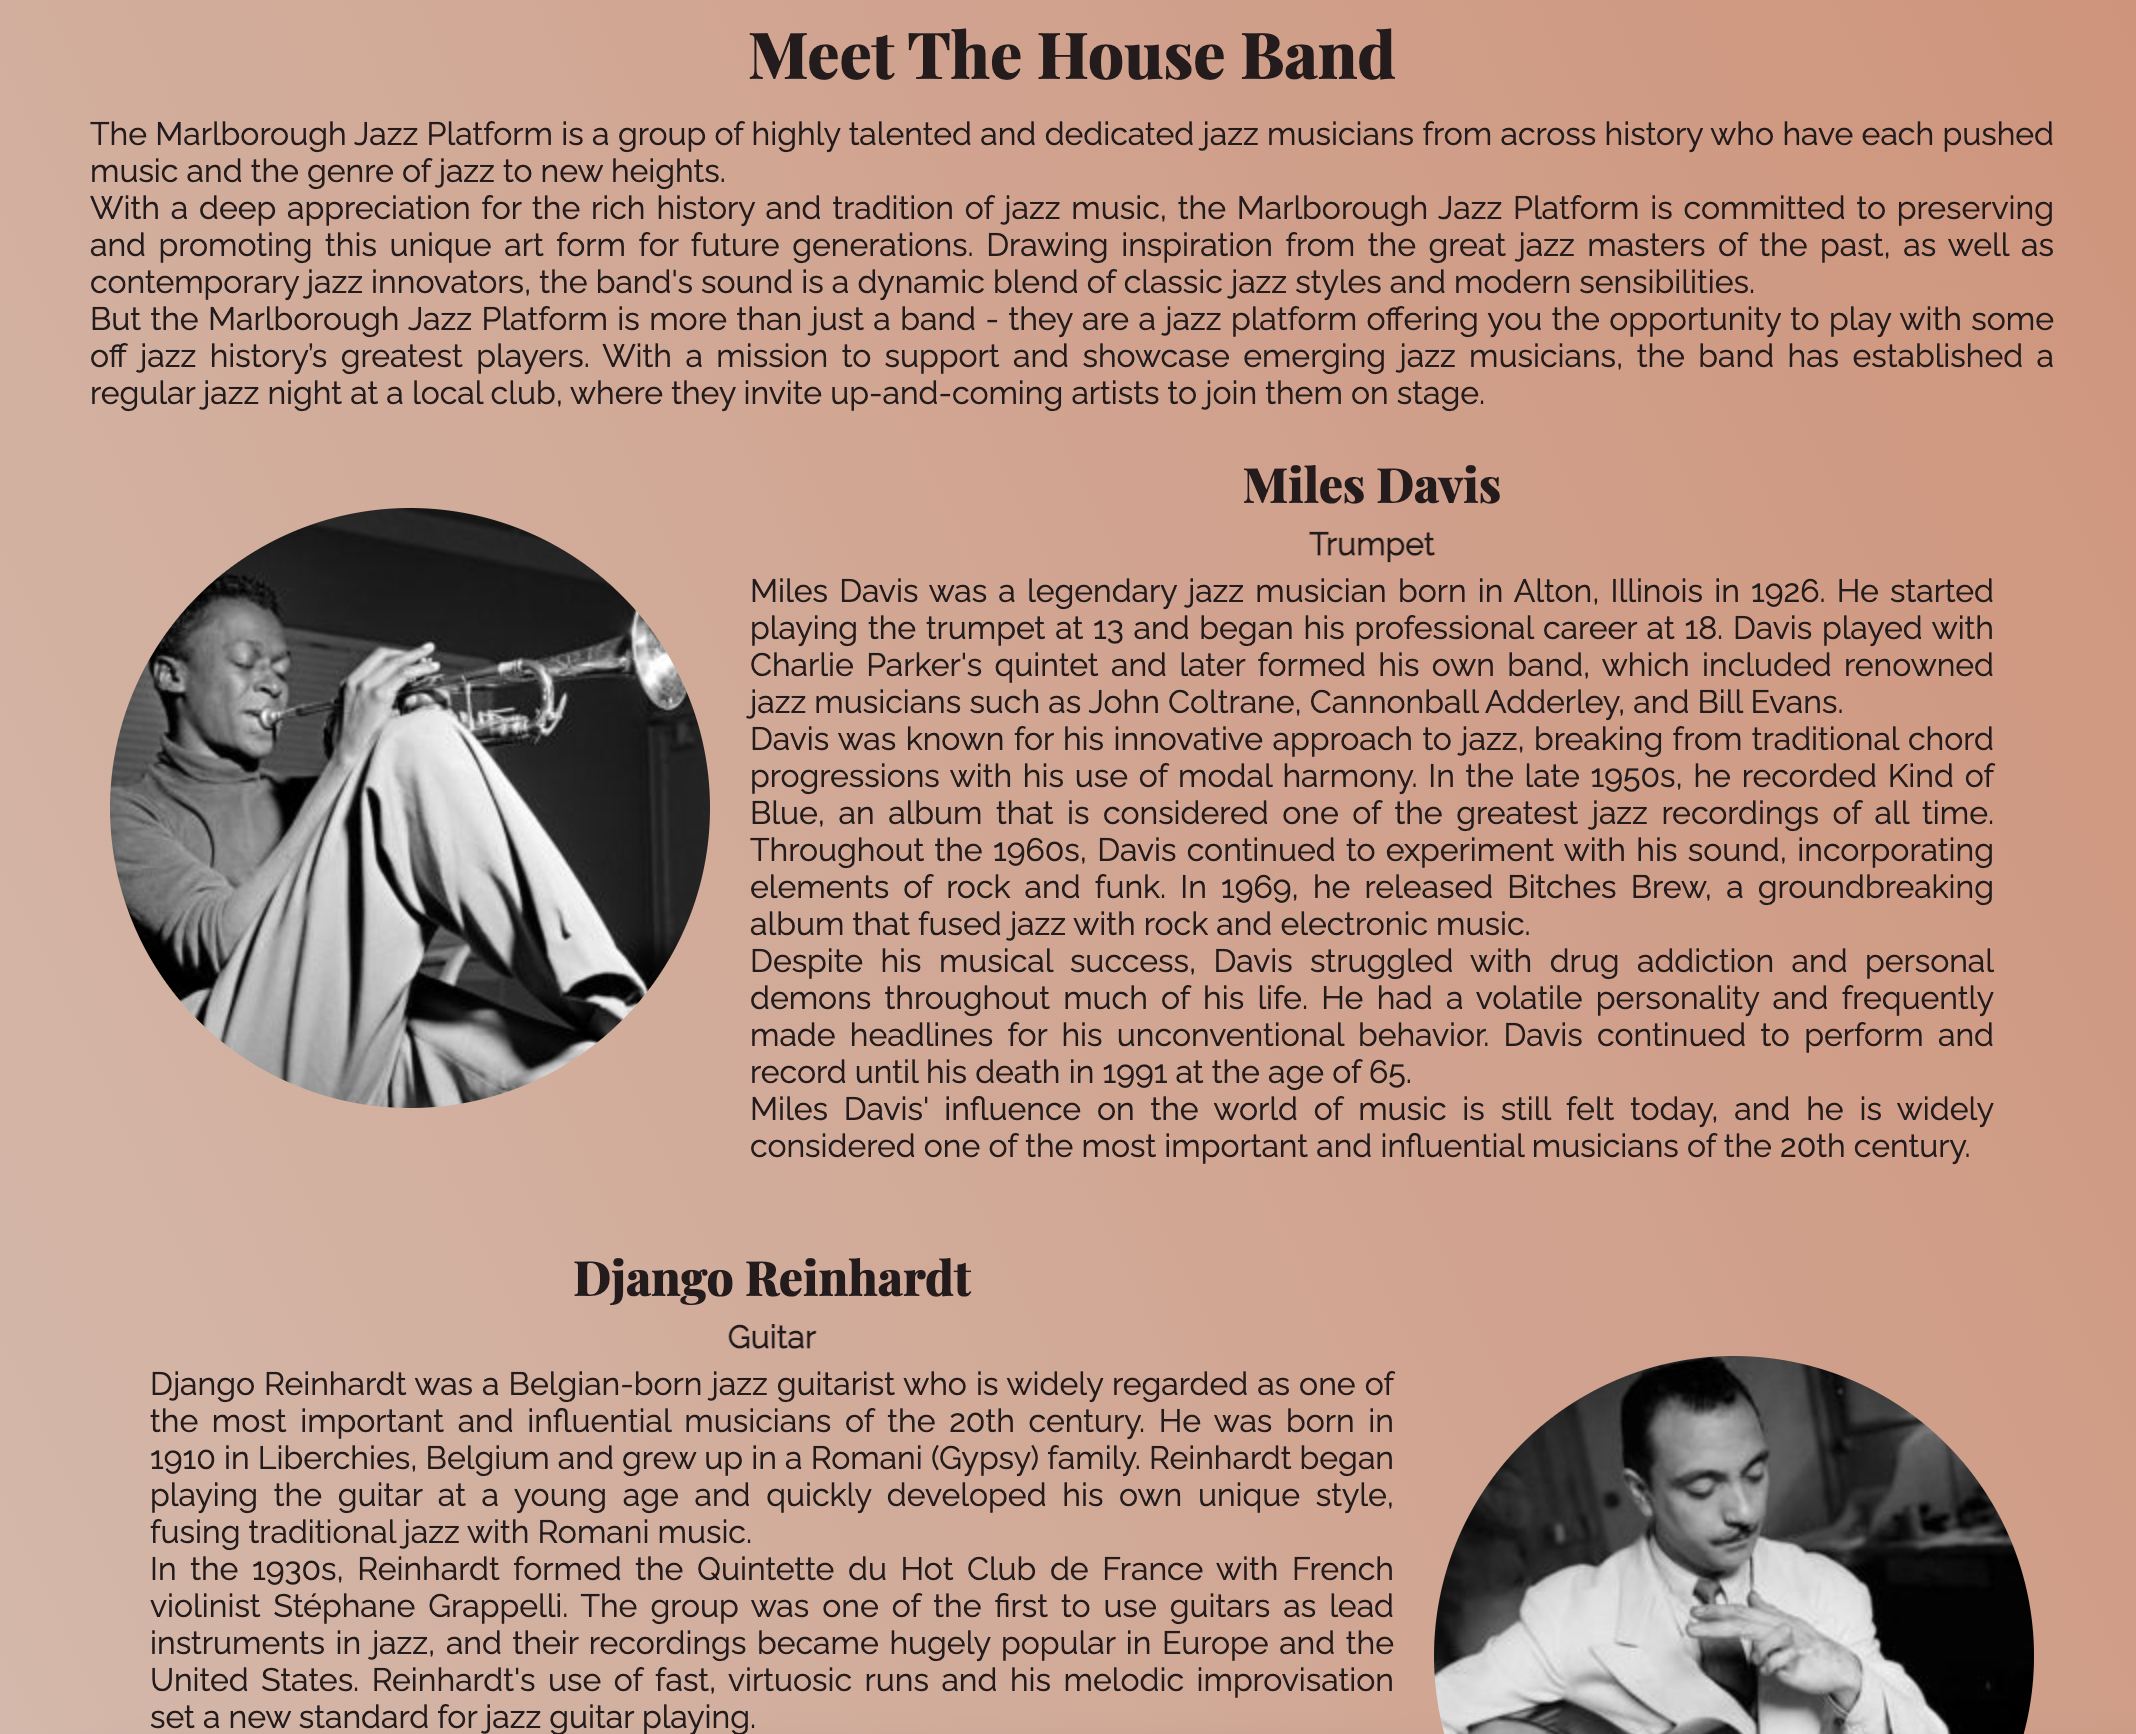 Meet The House Band
The Marlborough Jazz Platform is a group of highly talented and dedicated jazz musicians from across history who have each pushed
music and the genre of jazz to new heights.
With a deep appreciation for the rich history and tradition of jazz music, the Marlborough Jazz Platform is committed to preserving
and promoting this unique art form for future generations. Drawing inspiration from the great jazz masters of the past, as well as
contemporary jazz innovators, the band's sound is a dynamic blend of classic jazz styles and modern sensibilities.
But the Marlborough Jazz Platform is more than just a band - they are a jazz platform offering you the opportunity to play with some
off jazz history’s greatest players. With a mission to support and showcase emerging jazz musicians, the band has established a
regular jazz night at a local club, where they invite up-and-coming artists to join them on stage.
Miles Davis
Trumpet
Miles Davis was a legendary jazz musician born in Alton, Illinois in 1926. He started
playing the trumpet at 13 and began his professional career at 18. Davis played with
Charlie Parker's quintet and later formed his own band, which included renowned
jazz musicians such as John Coltrane, Cannonball Adderley, and Bill Evans.
Davis was known for his innovative approach to jazz, breaking from traditional chord
progressions with his use of modal harmony. In the late 1950s, he recorded Kind of
Blue, an album that is considered one of the greatest jazz recordings of all time.
Throughout the 1960s, Davis continued to experiment with his sound, incorporating
elements of rock and funk. In 1969, he released Bitches Brew, a groundbreaking
album that fused jazz with rock and electronic music.
Despite his musical success, Davis struggled with drug addiction and personal
demons throughout much of his life. He had a volatile personality and frequently
made headlines for his unconventional behavior. Davis continued to perform and
record until his death in 1991 at the age of 65.
Miles Davis' influence on the world of music is still felt today, and he is widely
considered one of the most important and influential musicians of the 20th century.
Django Reinhardt
Guitar
Django Reinhardt was a Belgian-born jazz guitarist who is widely regarded as one of
the most important and influential musicians of the 20th century. He was born in
1910 in Liberchies, Belgium and grew up in a Romani (Gypsy) family. Reinhardt began
playing the guitar at a young age and quickly developed his own unique style,
fusing traditional jazz with Romani music.
In the 1930s, Reinhardt formed the Quintette du Hot Club de France with French
violinist Stéphane Grappelli. The group was one of the first to use guitars as lead
instruments in jazz, and their recordings became hugely popular in Europe and the
United States. Reinhardt's use of fast, virtuosic runs and his melodic improvisation
set a new standard for jazz guitar playing.